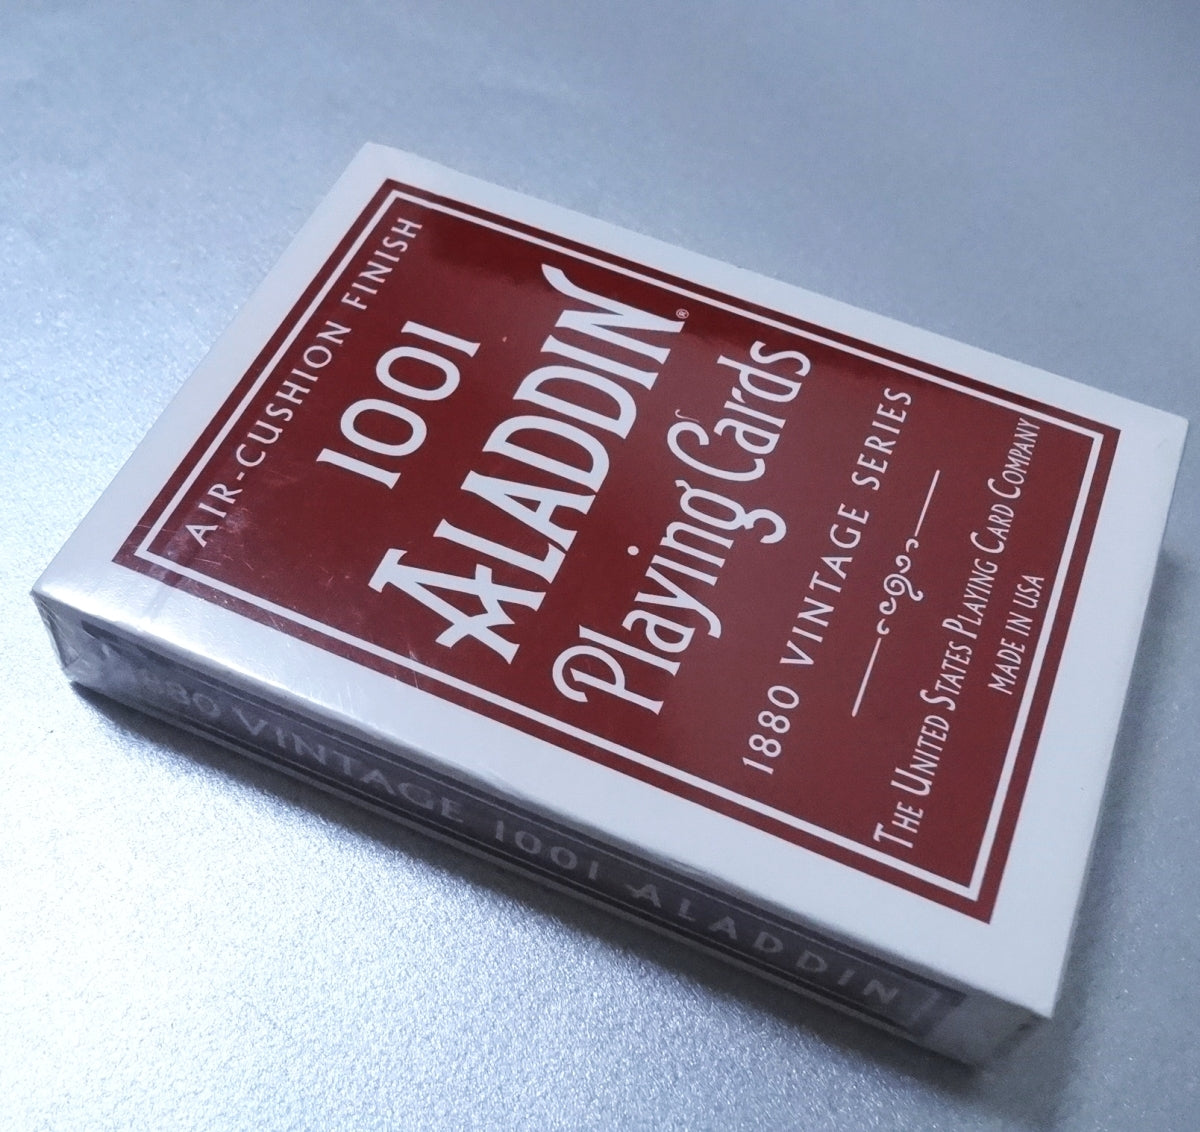 AIR-CUSHION FINISH
1001
ALADDIN®
Playing Cards
1880 VINTAGE SERIES
THE UNITED STATES PLAYING CARD COMPANY
MADE IN USA
1880 VINTAGE 1001 ALADDIN